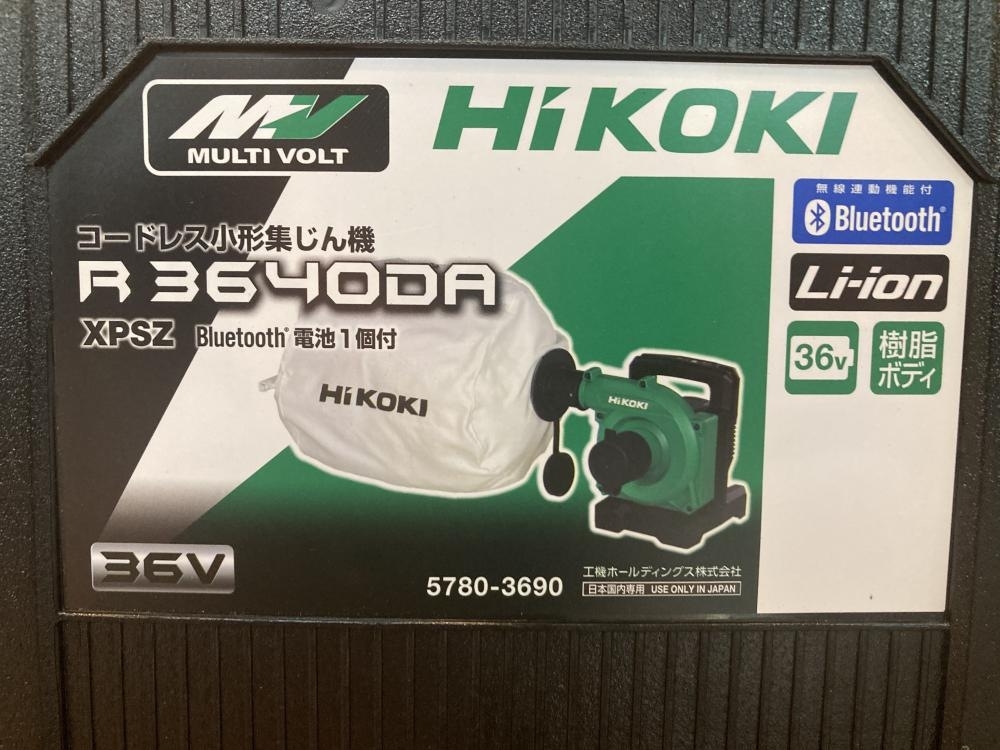 MV
MULTI VOLT
HiKOKI
無線連動機能付
Bluetooth®
Li-ion
36V
樹脂
ボディ
コードレス小形集じん機
R 3640DA
XPSZ Bluetooth® 電池1個付
HiKOKI
HiKOKI
36V
5780-3690
工機ホールディングス株式会社
日本国内専用 USE ONLY IN JAPAN